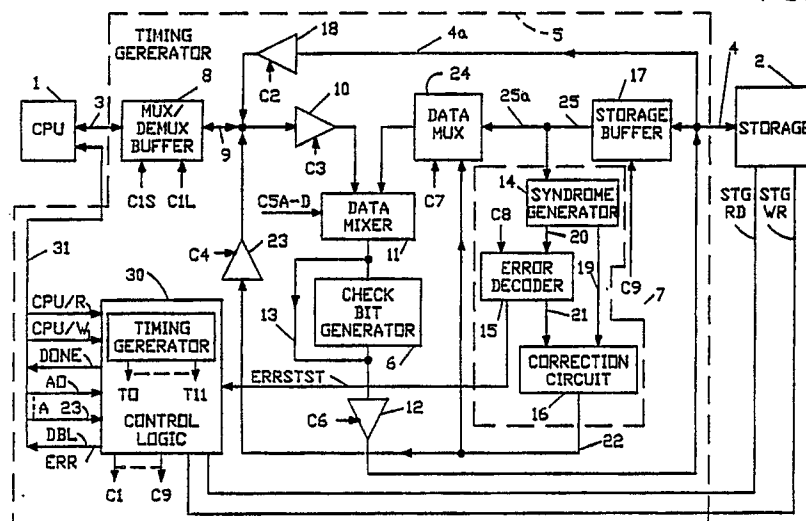 TIMING
GERERATOR
5
18
4a
2
C2
1
CPU
3
8
MUX/
DEMUX
BUFFER
9
C1S
C1L
10
C3
24
DATA
MUX
C7
25a
25
17
STORAGE
BUFFER
4
STORAGE
STG
RD
STG
WR
C5A-D
DATA
MIXER
11
14
SYNDROME
GENERATOR
C8
20
19
C9
7
ERROR
DECODER
15
21
CORRECTION
CIRCUIT
16
22
31
C4
23
13
CHECK
BIT
GENERATOR
6
ERRSTST
C6
12
30
CPU/R
CPU/W
DONE
A0
A 23
DBL
ERR
TIMING
GERERATOR
T0
T11
CONTROL
LOGIC
C1
C9